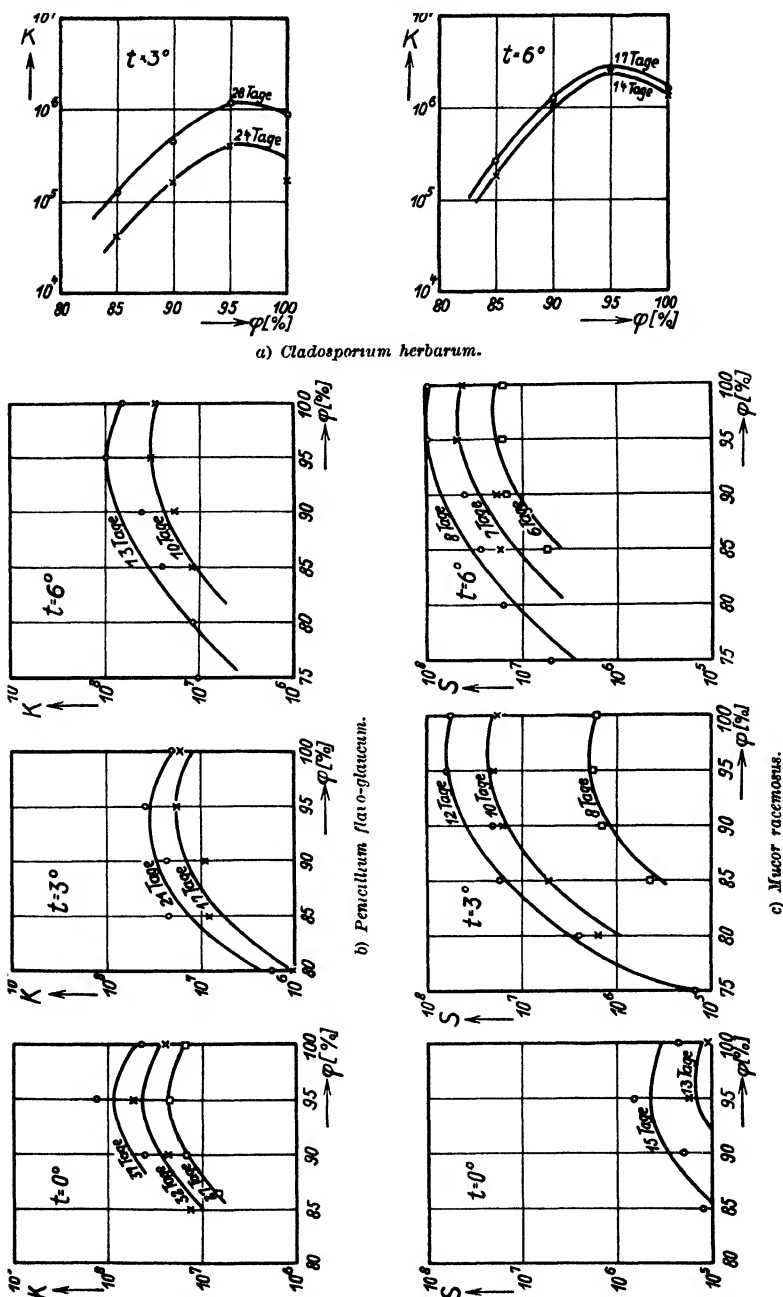 K
t=3°
10⁶
10⁵
10⁴
28 Tage
24 Tage
80 85 90 95 100
φ[%]
K
t=6°
10⁶
10⁵
10⁴
17 Tage
14 Tage
80 85 90 95 100
φ[%]
a) Cladosporium herbarum.
K
t=0°
10⁸
10⁷
10⁶
37 Tage
32 Tage
Tage
80 85 90 95 100
φ[%]
K
t=3°
10⁸
10⁷
10⁶
21 Tage
17 Tage
80 85 90 95 100
φ[%]
K
t=6°
10⁸
10⁷
10⁶
13 Tage
10 Tage
75 80 85 90 95 100
φ[%]
b) Penicillium flavo-glaucum.
S
t=0°
10⁸
10⁷
10⁶
10⁵
15 Tage
13 Tage
80 85 90 95 100
φ[%]
S
t=3°
10⁸
10⁷
10⁶
10⁵
12 Tage
10 Tage
8 Tage
75 80 85 90 95 100
φ[%]
S
t=6°
10⁸
10⁷
10⁶
10⁵
8 Tage
7 Tage
6 Tage
75 80 85 90 95 100
φ[%]
c) Mucor racemosus.